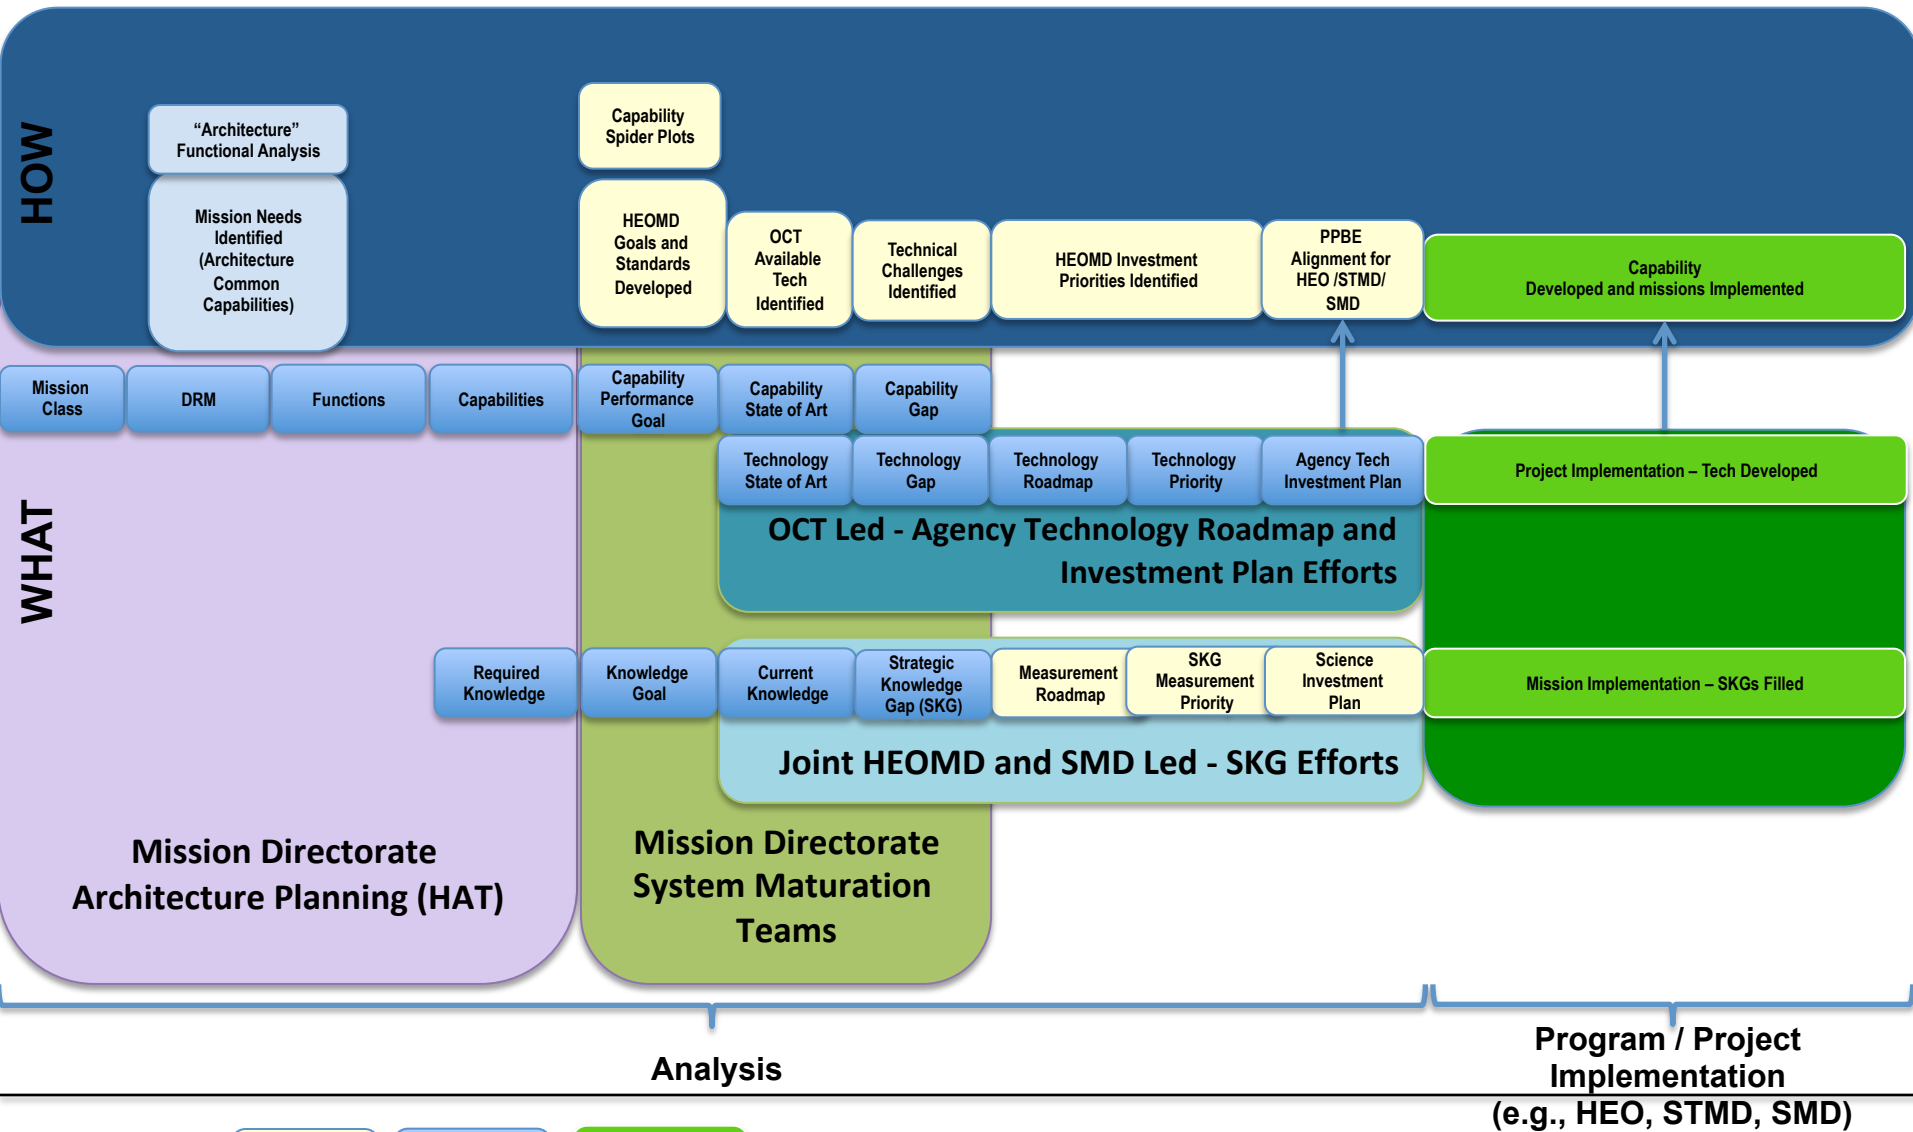 HOW
“Architecture”
Functional Analysis
Mission Needs
Identified
(Architecture
Common
Capabilities)
Capability
Spider Plots
HEOMD
Goals and
Standards
Developed
OCT
Available
Tech
Identified
Technical
Challenges
Identified
HEOMD Investment
Priorities Identified
PPBE
Alignment for
HEO /STMD/
SMD
Capability
Developed and missions Implemented
WHAT
Mission
Class
DRM
Functions
Capabilities
Capability
Performance
Goal
Capability
State of Art
Capability
Gap
Technology
State of Art
Technology
Gap
Technology
Roadmap
Technology
Priority
Agency Tech
Investment Plan
Project Implementation – Tech Developed
OCT Led - Agency Technology Roadmap and
Investment Plan Efforts
Required
Knowledge
Knowledge
Goal
Current
Knowledge
Strategic
Knowledge
Gap (SKG)
Measurement
Roadmap
SKG
Measurement
Priority
Science
Investment
Plan
Mission Implementation – SKGs Filled
Joint HEOMD and SMD Led - SKG Efforts
Mission Directorate
Architecture Planning (HAT)
Mission Directorate
System Maturation
Teams
Analysis
Program / Project
Implementation
(e.g., HEO, STMD, SMD)